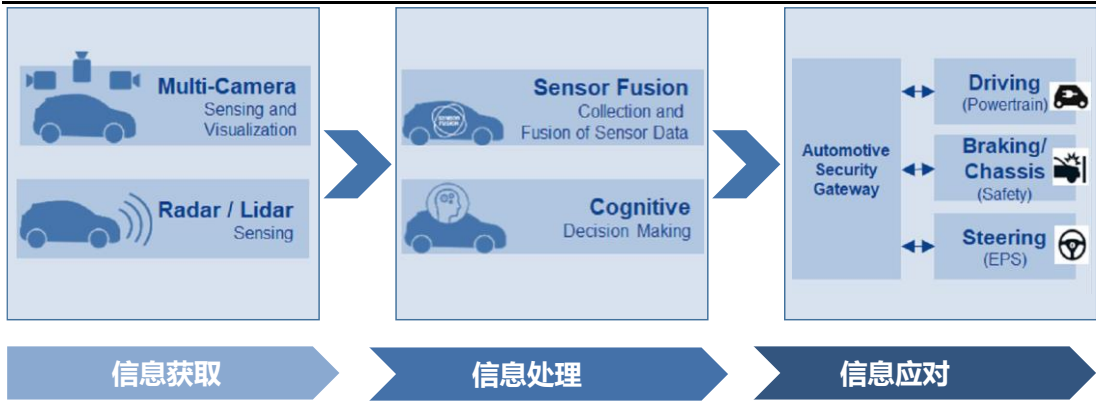 Multi-Camera
Sensing and
Visualization
Radar / Lidar
Sensing
Sensor Fusion
Collection and
Fusion of Sensor Data
SENSOR
FUSION
Cognitive
Decision Making
Automotive
Security
Gateway
Driving
(Powertrain)
Braking/
Chassis
(Safety)
Steering
(EPS)
信息获取
信息处理
信息应对